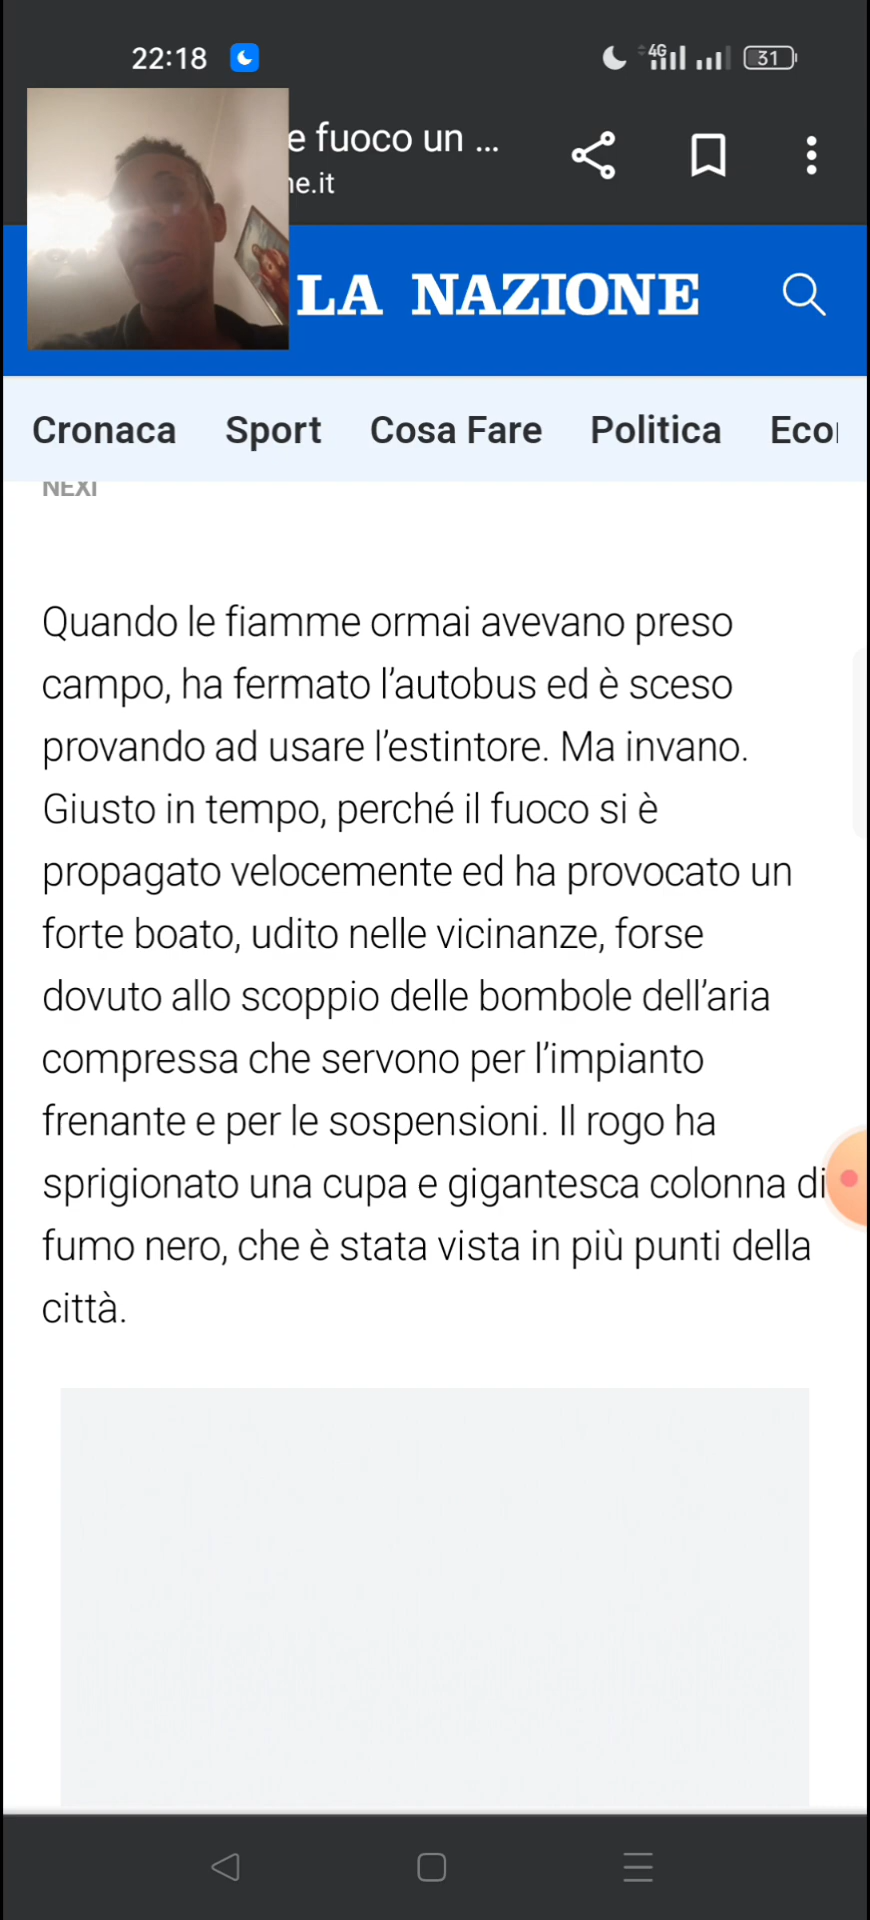 22:18
4G
31
e fuoco un ...
ne.it
LA NAZIONE
Cronaca Sport Cosa Fare Politica Eco
NEXT
Quando le fiamme ormai avevano preso
campo, ha fermato l’autobus ed è sceso
provando ad usare l’estintore. Ma invano.
Giusto in tempo, perché il fuoco si è
propagato velocemente ed ha provocato un
forte boato, udito nelle vicinanze, forse
dovuto allo scoppio delle bombole dell’aria
compressa che servono per l’impianto
frenante e per le sospensioni. Il rogo ha
sprigionato una cupa e gigantesca colonna di
fumo nero, che è stata vista in più punti della
città.